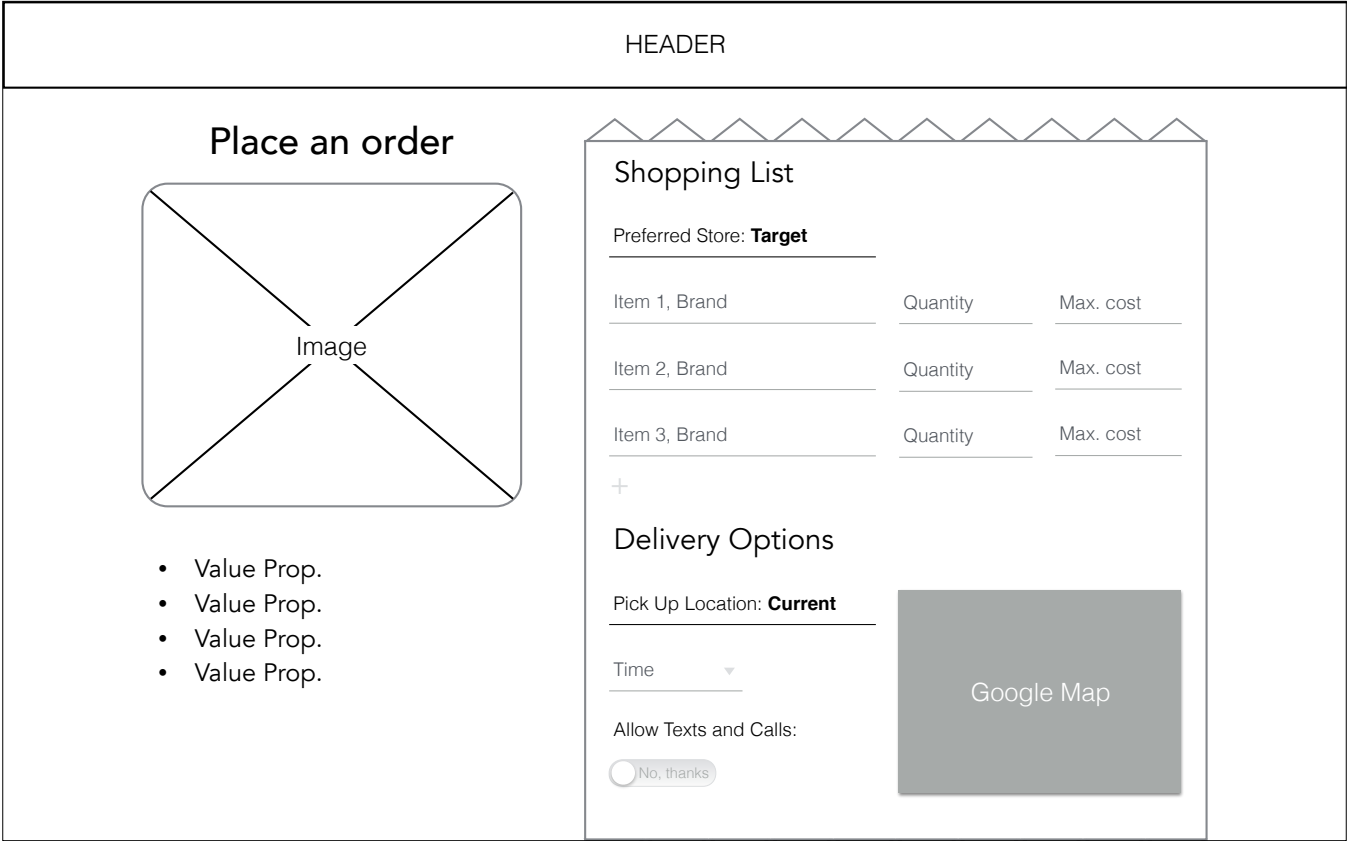 HEADER
Place an order
Image
• Value Prop.
• Value Prop.
• Value Prop.
• Value Prop.
Shopping List
Preferred Store: Target
Item 1, Brand Quantity Max. cost
Item 2, Brand Quantity Max. cost
Item 3, Brand Quantity Max. cost
+
Delivery Options
Pick Up Location: Current
Time
Allow Texts and Calls:
No, thanks
Google Map